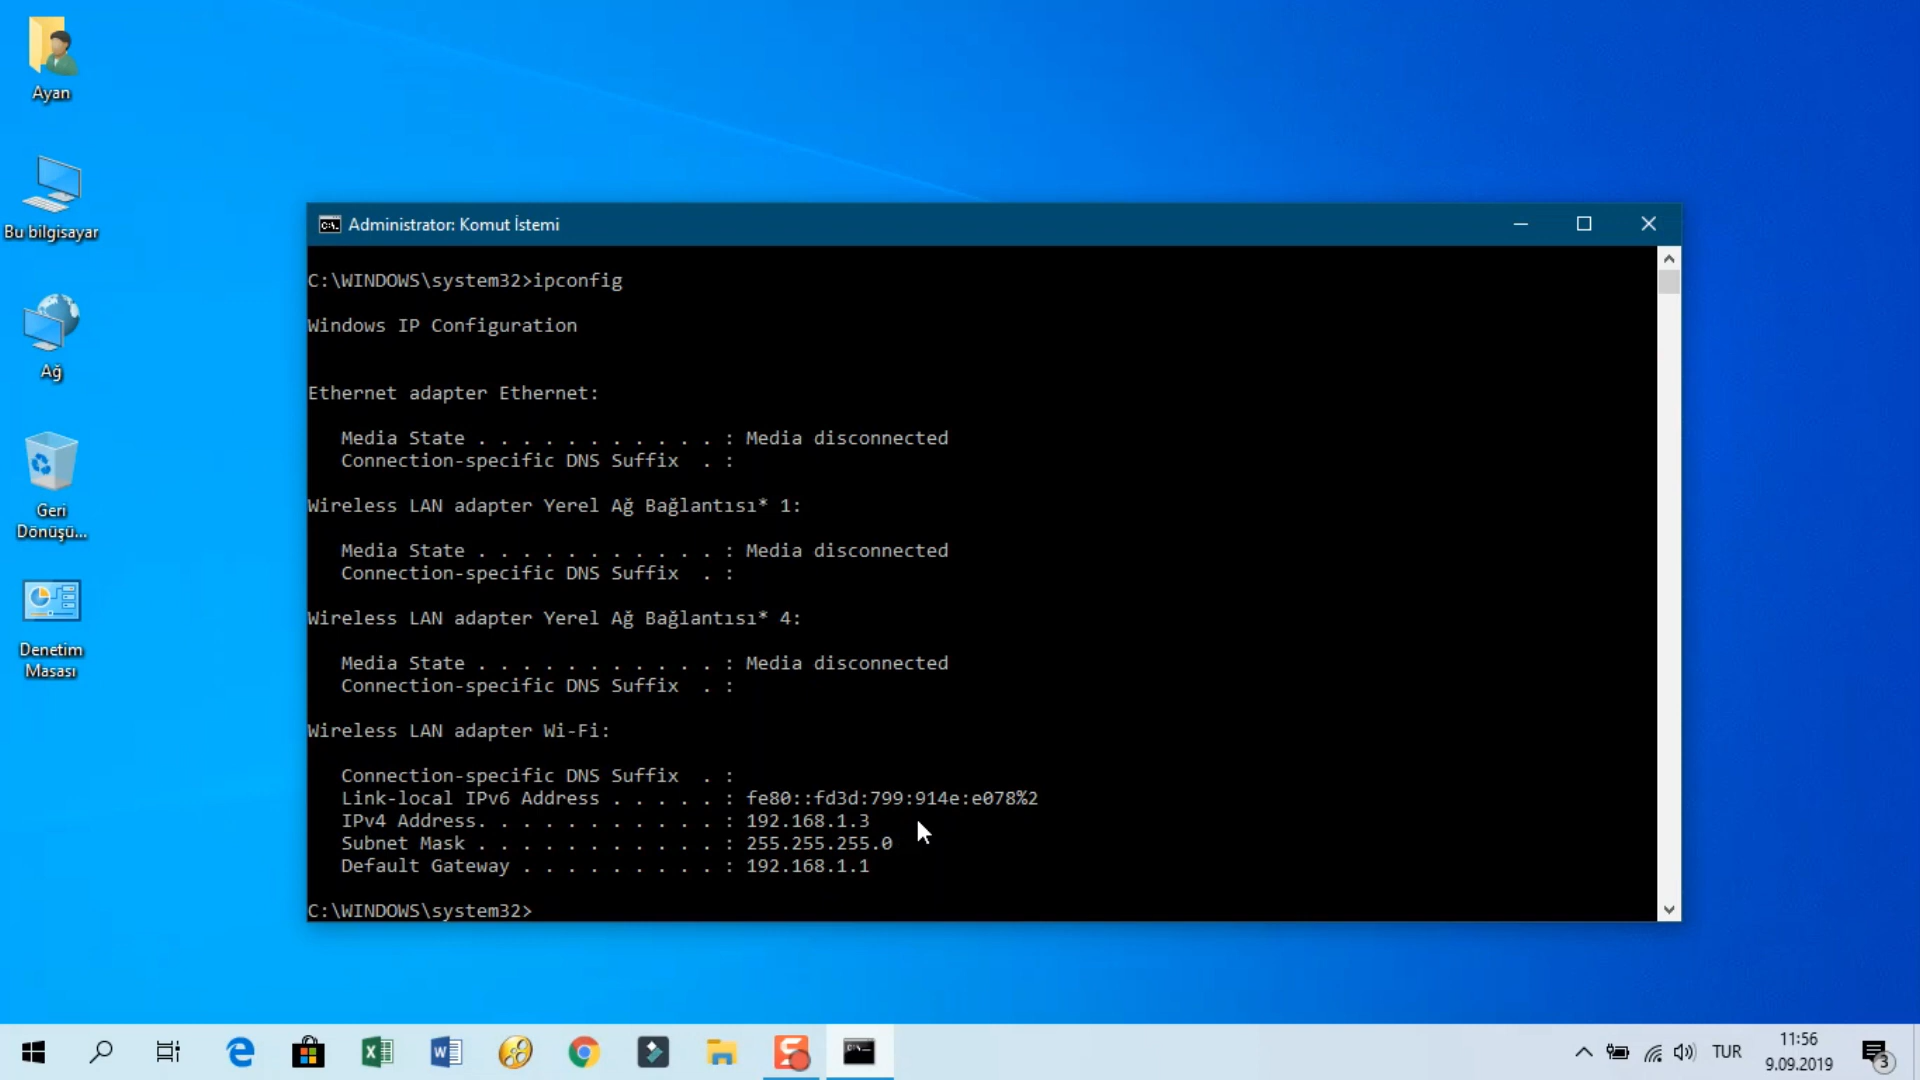 Ayan
Bu bilgisayar
Ağ
Geri
Dönüşü...
Denetim
Masası
Administrator: Komut İstemi
C:\WINDOWS\system32>ipconfig
Windows IP Configuration
Ethernet adapter Ethernet:
Media State . . . . . . . . . . . : Media disconnected
Connection-specific DNS Suffix  . :
Wireless LAN adapter Yerel Ağ Bağlantısı* 1:
Media State . . . . . . . . . . . : Media disconnected
Connection-specific DNS Suffix  . :
Wireless LAN adapter Yerel Ağ Bağlantısı* 4:
Media State . . . . . . . . . . . : Media disconnected
Connection-specific DNS Suffix  . :
Wireless LAN adapter Wi-Fi:
Connection-specific DNS Suffix  . :
Link-local IPv6 Address . . . . . : fe80::fd3d:799:914e:e078%2
IPv4 Address. . . . . . . . . . . : 192.168.1.3
Subnet Mask . . . . . . . . . . . : 255.255.255.0
Default Gateway . . . . . . . . . : 192.168.1.1
C:\WINDOWS\system32>
TUR
11:56
9.09.2019
3